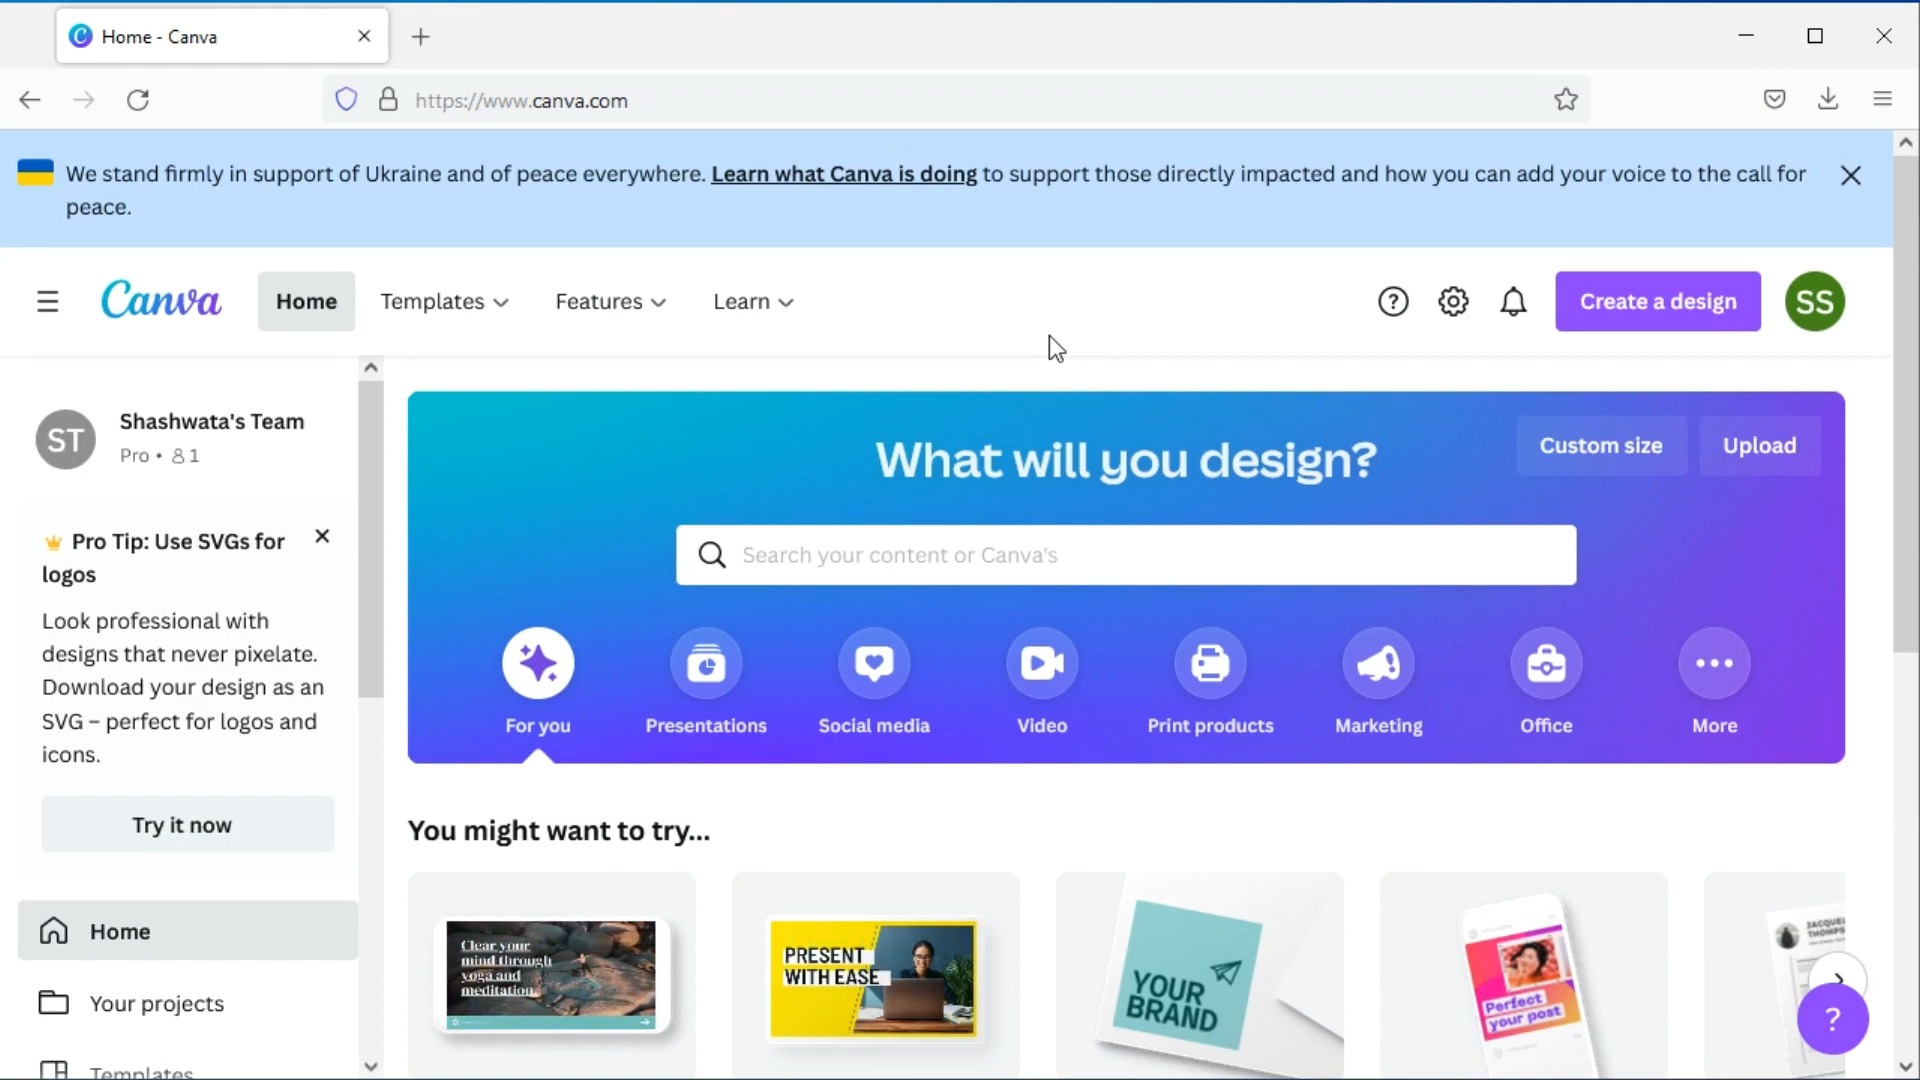 Home - Canva
https://www.canva.com
We stand firmly in support of Ukraine and of peace everywhere. Learn what Canva is doing to support those directly impacted and how you can add your voice to the call for
peace.
Canva
Home
Templates
Features
Learn
Create a design
SS
ST
Shashwata's Team
Pro • 1
Pro Tip: Use SVGs for
logos
Look professional with
designs that never pixelate.
Download your design as an
SVG – perfect for logos and
icons.
Try it now
Home
Your projects
Templates
What will you design?
Custom size
Upload
Search your content or Canva's
For you
Presentations
Social media
Video
Print products
Marketing
Office
More
You might want to try...
Clear your
mind through
yoga and
meditation.
PRESENT
WITH EASE
YOUR
BRAND
Perfect
your post
?